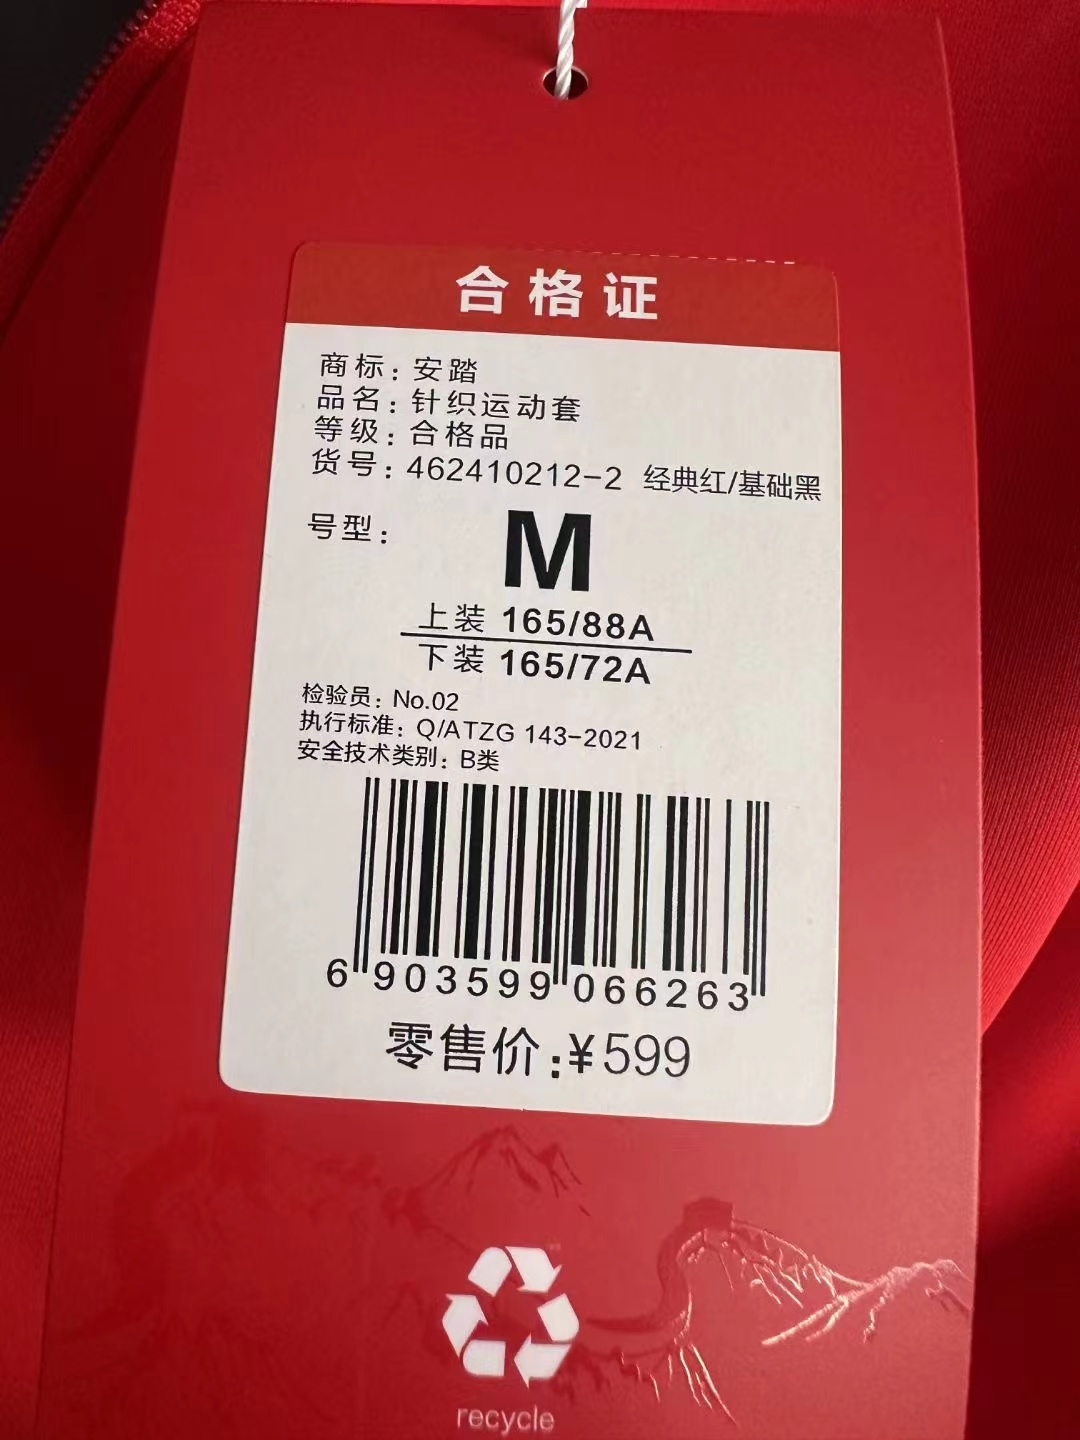 合格证
商标：安踏
品名：针织运动套
等级：合格品
货号：462410212-2 经典红/基础黑
号型：
M
上装 165/88A
下装 165/72A
检验员：No.02
执行标准：Q/ATZG 143-2021
安全技术类别：B类
6 903599 066263
零售价：¥599
recycle